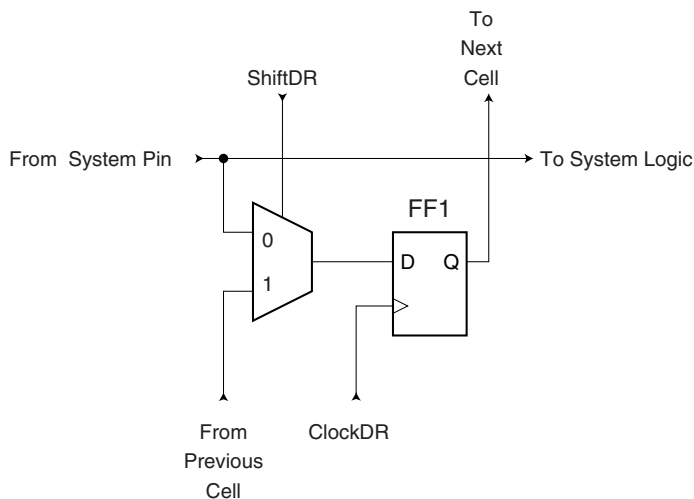 To
Next
Cell
ShiftDR
From System Pin
To System Logic
FF1
0
D Q
1
From
Previous
Cell
ClockDR